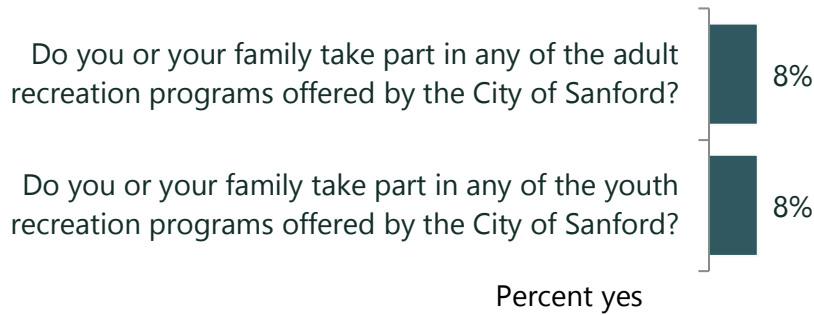 Do you or your family take part in any of the adult
recreation programs offered by the City of Sanford?
8%
Do you or your family take part in any of the youth
recreation programs offered by the City of Sanford?
8%
Percent yes